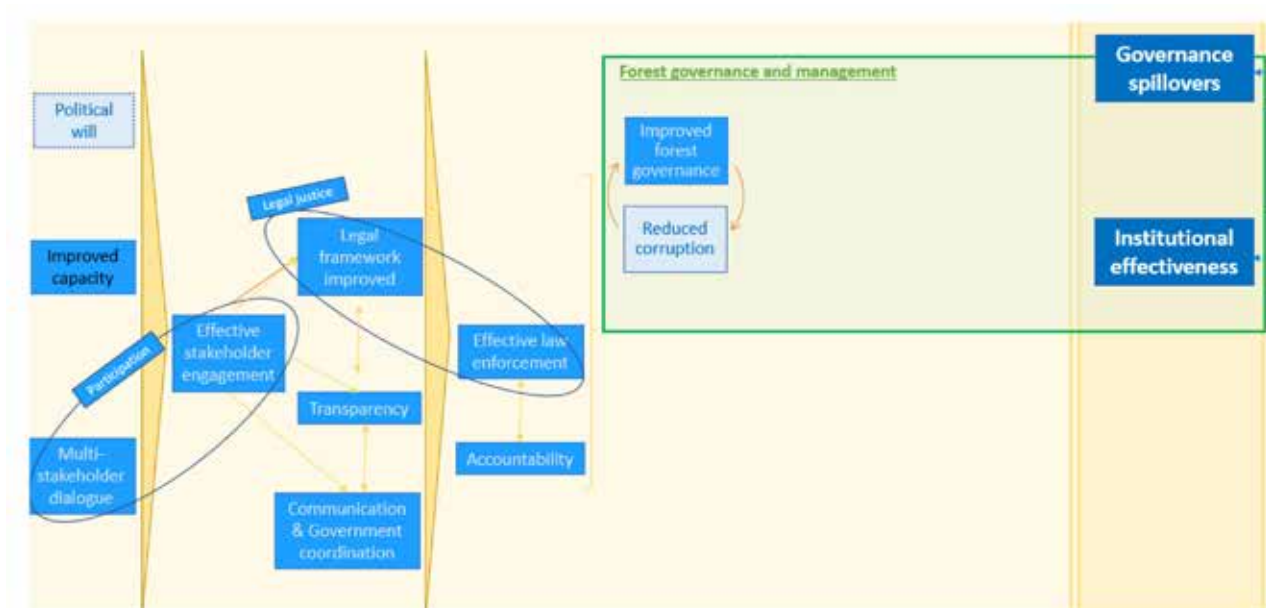 Political
will
Improved
capacity
Multi-
stakeholder
dialogue
Participation
Effective
stakeholder
engagement
Legal justice
Legal
framework
improved
Transparency
Communication
& Government
coordination
Effective law
enforcement
Accountability
Forest governance and management
Improved
forest
governance
Reduced
corruption
Governance
spillovers
Institutional
effectiveness